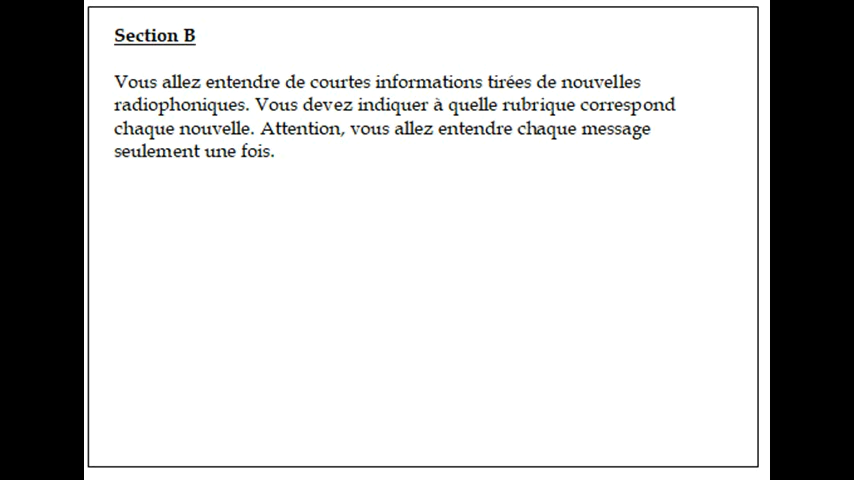 Section B
Vous allez entendre de courtes informations tirées de nouvelles
radiophoniques. Vous devez indiquer à quelle rubrique correspond
chaque nouvelle. Attention, vous allez entendre chaque message
seulement une fois.